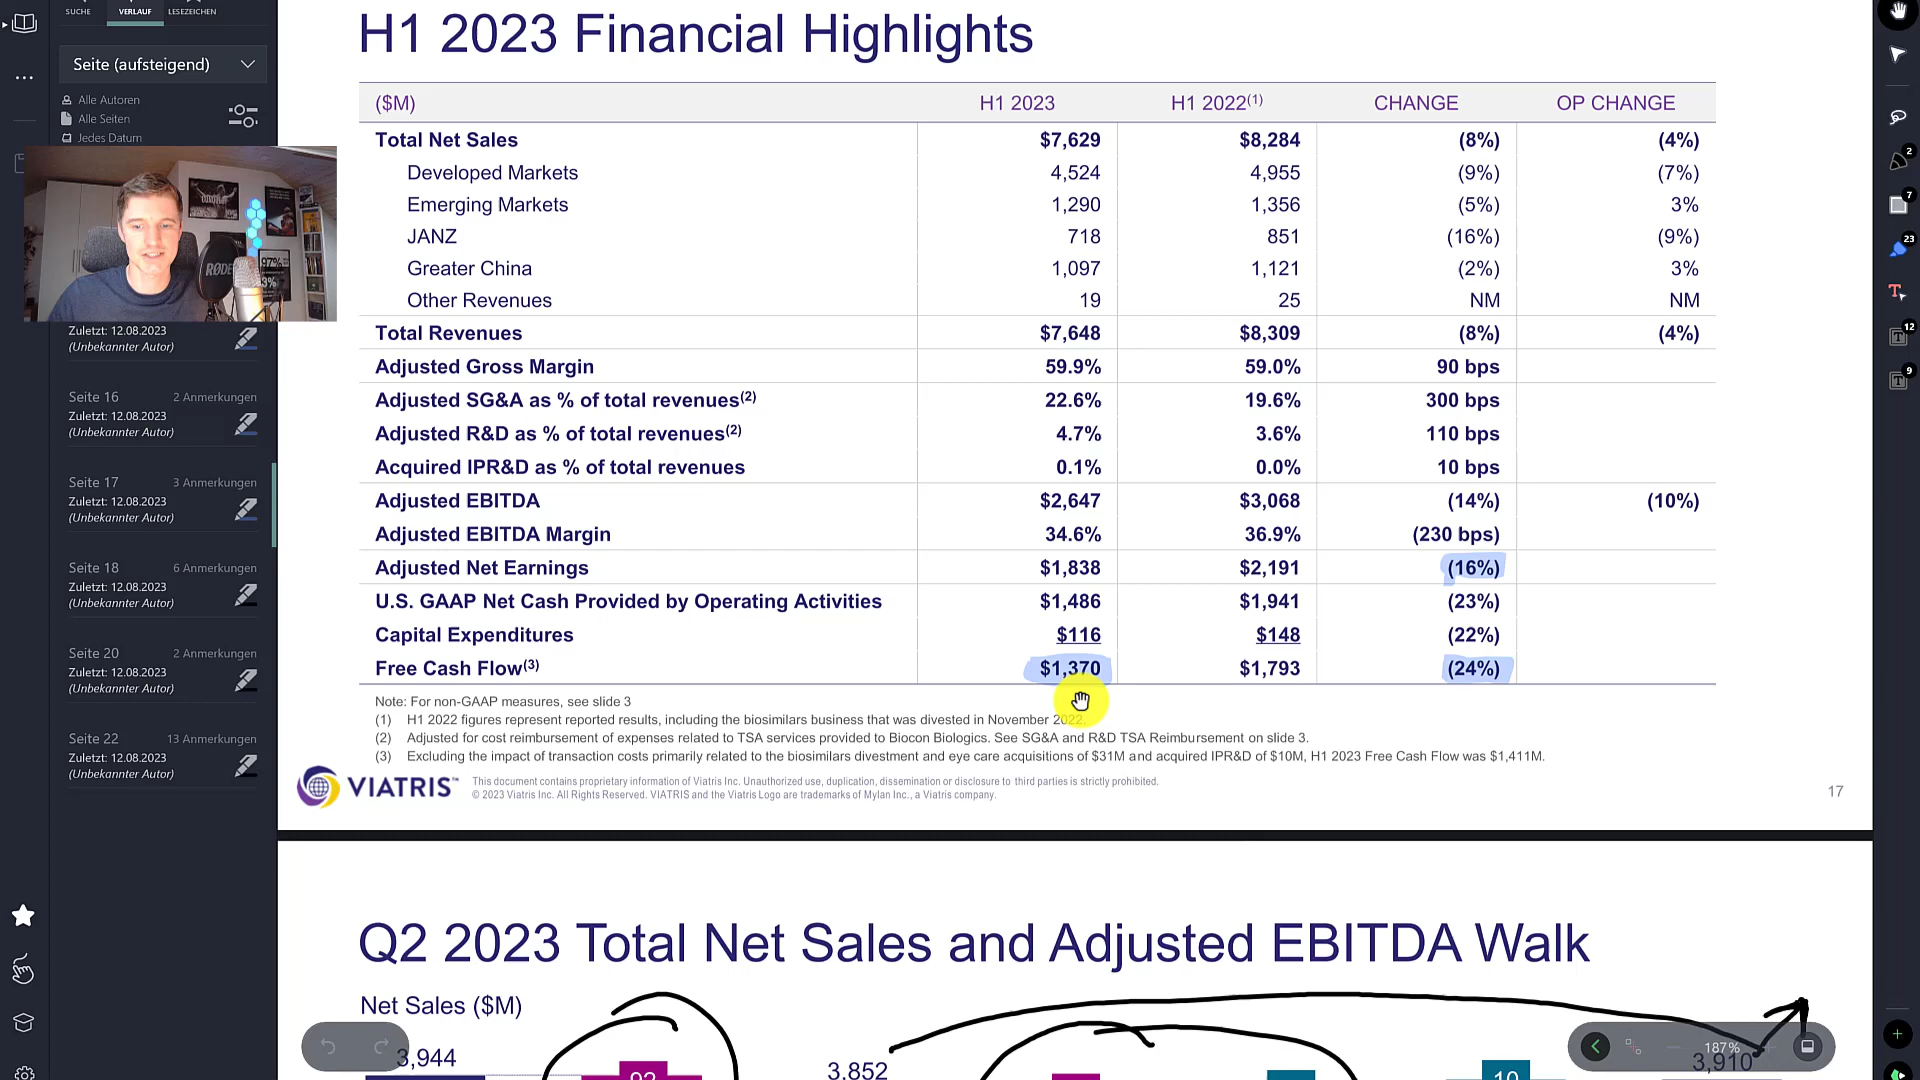 SUCHE VERLAUF LESEZEICHEN
Seite (aufsteigend)
Alle Autoren
Alle Seiten
Jedes Datum
RØDE
97%
Zuletzt: 12.08.2023
(Unbekannter Autor)
Seite 16 2 Anmerkungen
Zuletzt: 12.08.2023
(Unbekannter Autor)
Seite 17 3 Anmerkungen
Zuletzt: 12.08.2023
(Unbekannter Autor)
Seite 18 6 Anmerkungen
Zuletzt: 12.08.2023
(Unbekannter Autor)
Seite 20 2 Anmerkungen
Zuletzt: 12.08.2023
(Unbekannter Autor)
Seite 22 13 Anmerkungen
Zuletzt: 12.08.2023
(Unbekannter Autor)
H1 2023 Financial Highlights
($M) H1 2023 H1 2022(1) CHANGE OP CHANGE
Total Net Sales $7,629 $8,284 (8%) (4%)
Developed Markets 4,524 4,955 (9%) (7%)
Emerging Markets 1,290 1,356 (5%) 3%
JANZ 718 851 (16%) (9%)
Greater China 1,097 1,121 (2%) 3%
Other Revenues 19 25 NM NM
Total Revenues $7,648 $8,309 (8%) (4%)
Adjusted Gross Margin 59.9% 59.0% 90 bps
Adjusted SG&A as % of total revenues(2) 22.6% 19.6% 300 bps
Adjusted R&D as % of total revenues(2) 4.7% 3.6% 110 bps
Acquired IPR&D as % of total revenues 0.1% 0.0% 10 bps
Adjusted EBITDA $2,647 $3,068 (14%) (10%)
Adjusted EBITDA Margin 34.6% 36.9% (230 bps)
Adjusted Net Earnings $1,838 $2,191 (16%)
U.S. GAAP Net Cash Provided by Operating Activities $1,486 $1,941 (23%)
Capital Expenditures $116 $148 (22%)
Free Cash Flow(3) $1,370 $1,793 (24%)
Note: For non-GAAP measures, see slide 3
(1) H1 2022 figures represent reported results, including the biosimilars business that was divested in November 2022.
(2) Adjusted for cost reimbursement of expenses related to TSA services provided to Biocon Biologics. See SG&A and R&D TSA Reimbursement on slide 3.
(3) Excluding the impact of transaction costs primarily related to the biosimilars divestment and eye care acquisitions of $31M and acquired IPR&D of $10M, H1 2023 Free Cash Flow was $1,411M.
VIATRIS™
This document contains proprietary information of Viatris Inc. Unauthorized use, duplication, dissemination or disclosure to third parties is strictly prohibited.
© 2023 Viatris Inc. All Rights Reserved. VIATRIS and the Viatris Logo are trademarks of Mylan Inc., a Viatris company.
17
Q2 2023 Total Net Sales and Adjusted EBITDA Walk
Net Sales ($M)
3,944
92
3,852
10
3,910
187%
2
7
23
12
9